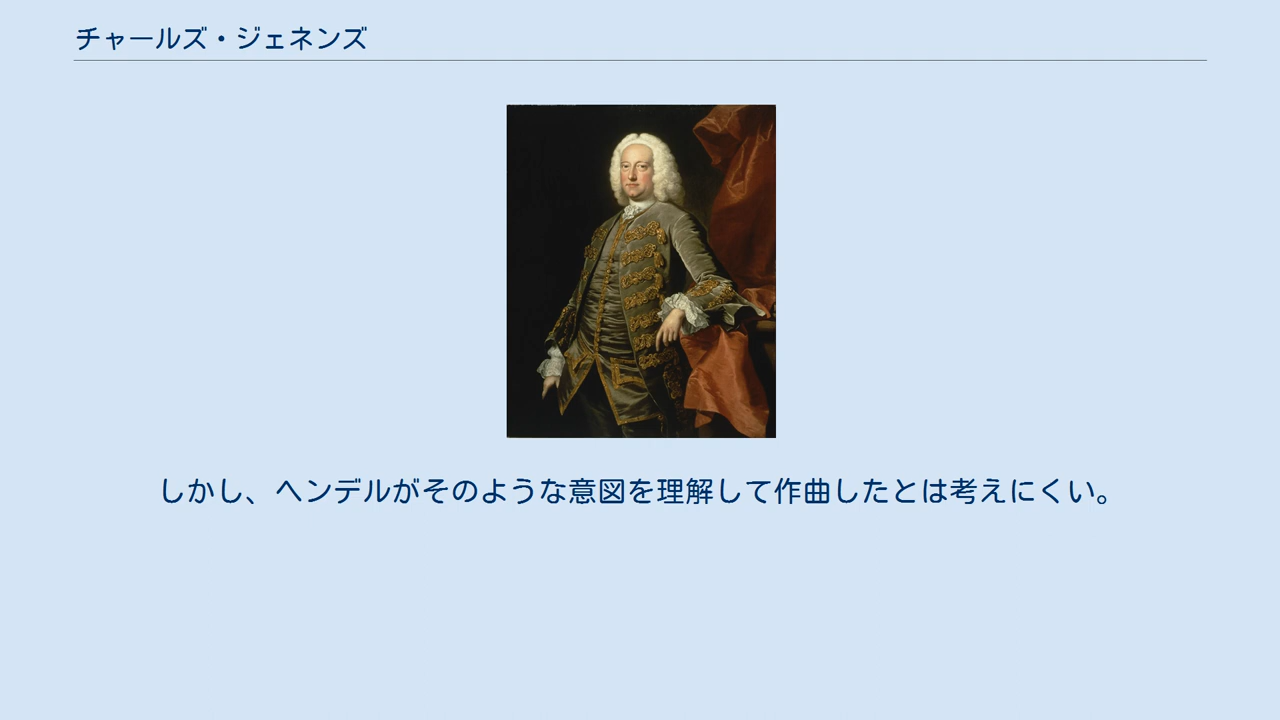 チャールズ・ジェネンズ
しかし、ヘンデルがそのような意図を理解して作曲したとは考えにくい。